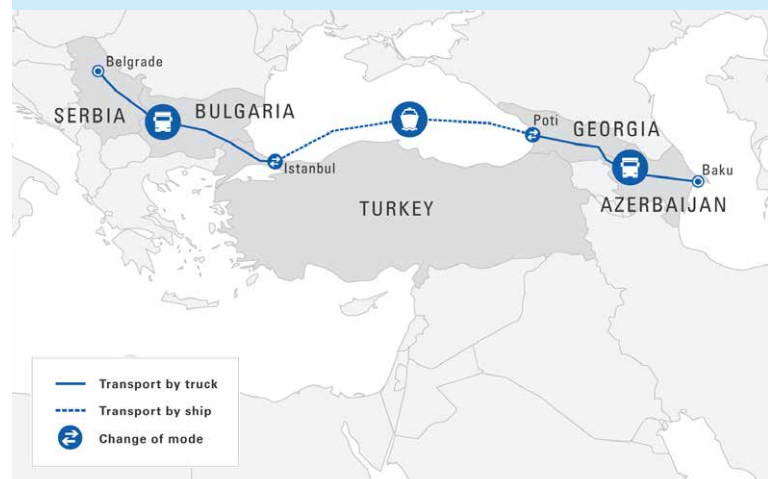 Belgrade
SERBIA
BULGARIA
Istanbul
TURKEY
Poti
GEORGIA
Baku
AZERBAIJAN
Transport by truck
Transport by ship
Change of mode